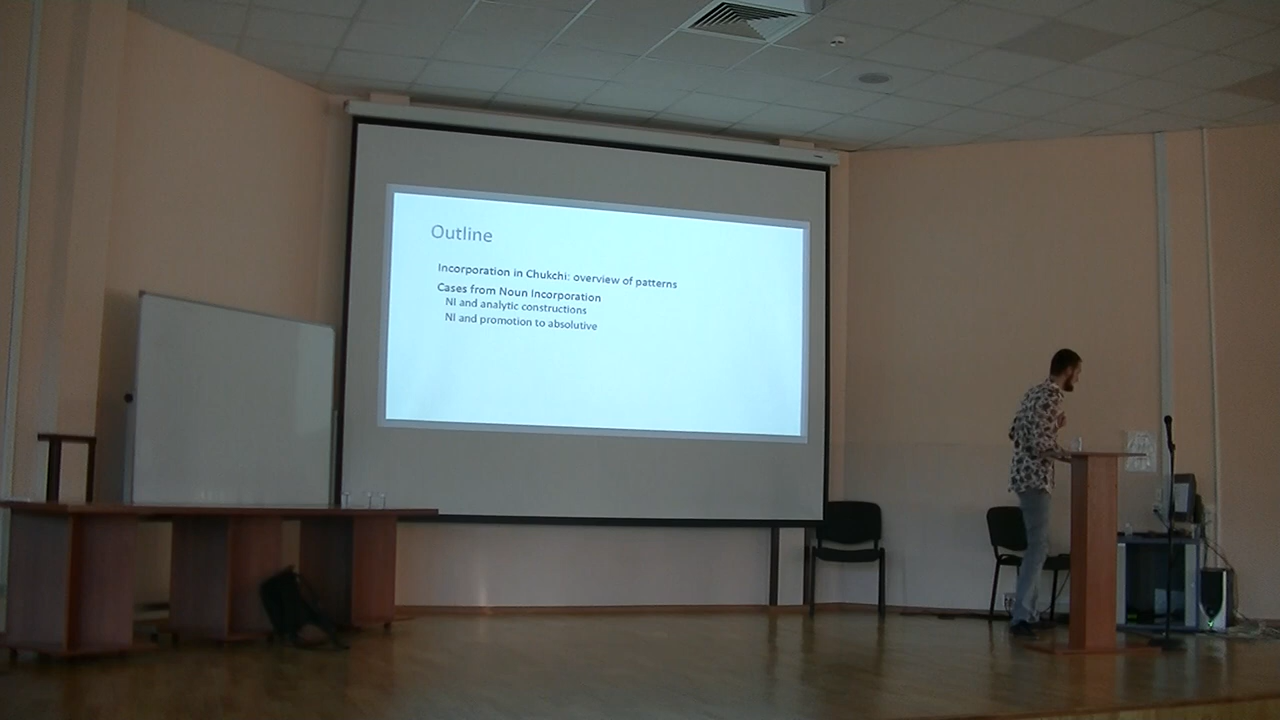 Outline
Incorporation in Chukchi: overview of patterns
Cases from Noun Incorporation
NI and analytic constructions
NI and promotion to absolutive